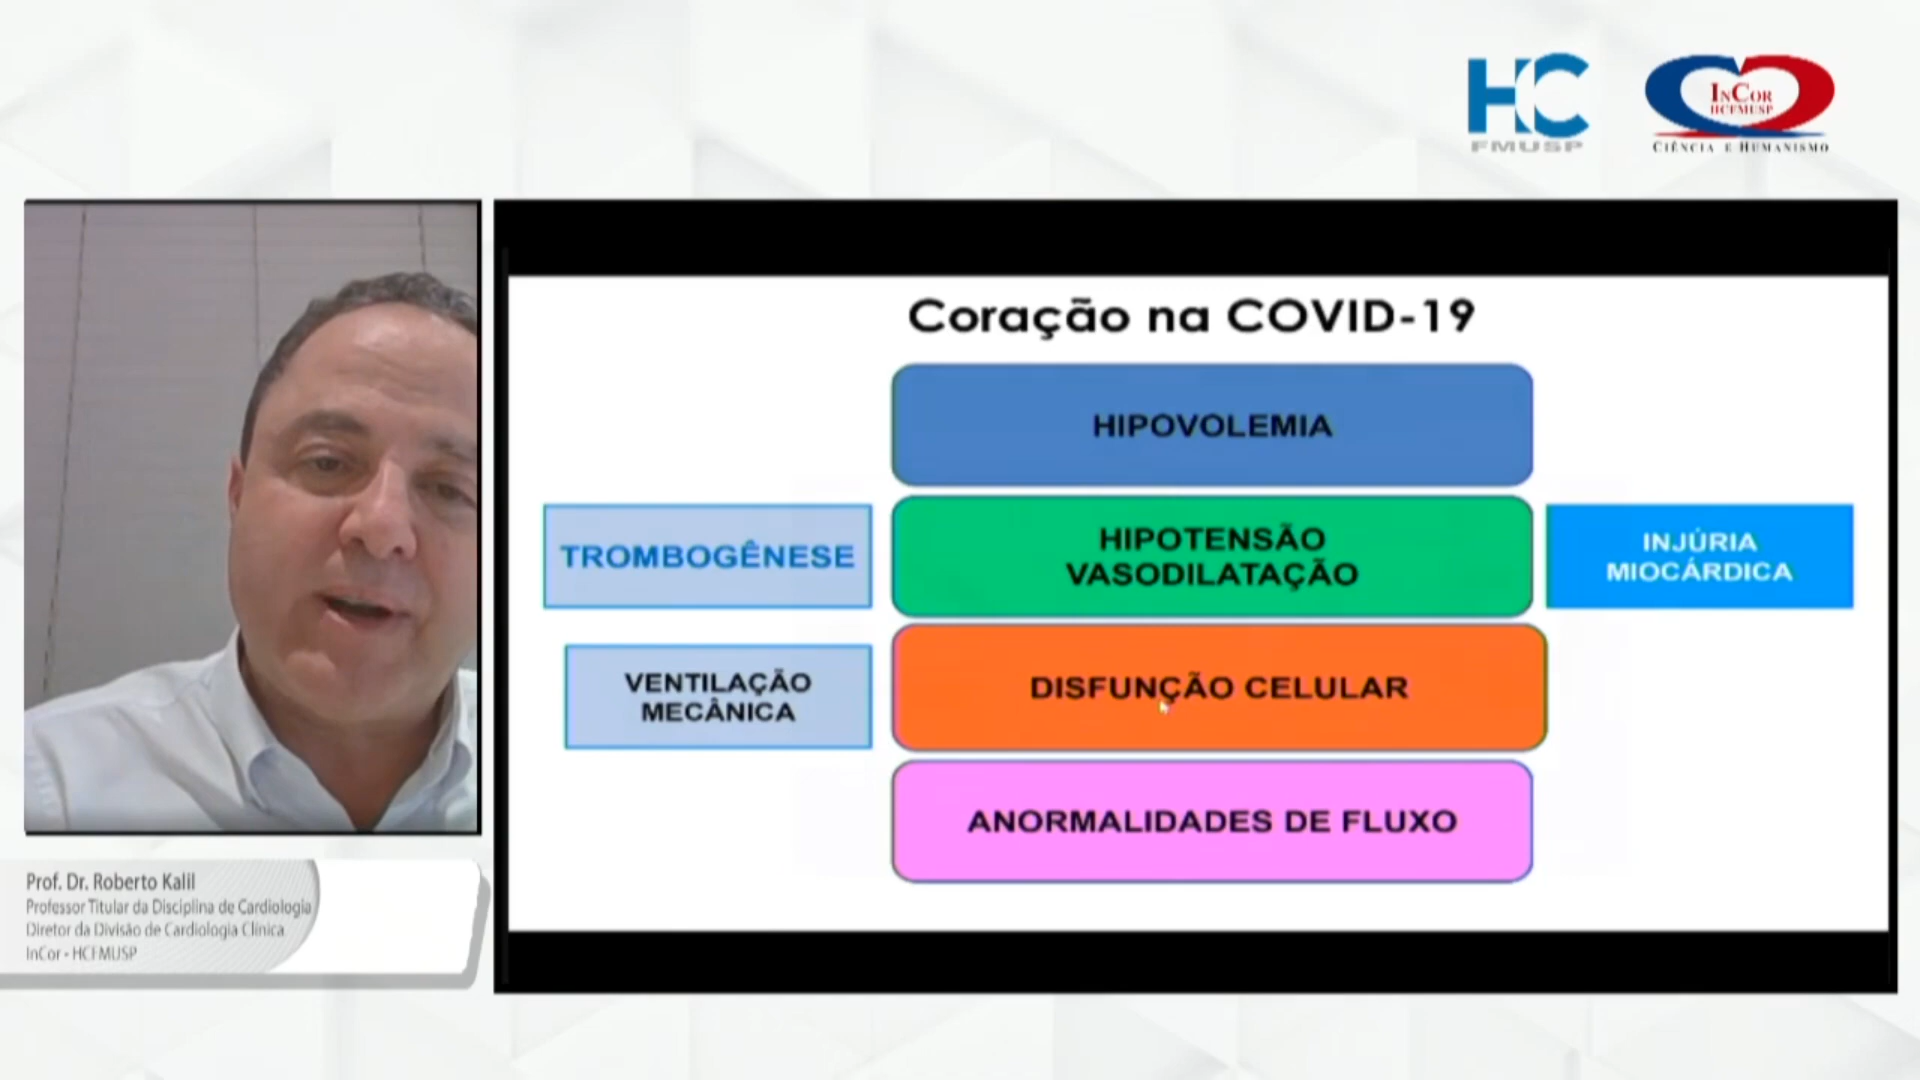 HC
FMUSP
INCOR
HCFMUSP
CIÊNCIA E HUMANISMO
Coração na COVID-19
HIPOVOLEMIA
TROMBOGÊNESE
HIPOTENSÃO
VASODILATAÇÃO
INJÚRIA
MIOCÁRDICA
VENTILAÇÃO
MECÂNICA
DISFUNÇÃO CELULAR
ANORMALIDADES DE FLUXO
Prof. Dr. Roberto Kalil
Professor Titular da Disciplina de Cardiologia
Diretor da Divisão de Cardiologia Clínica
InCor - HCFMUSP